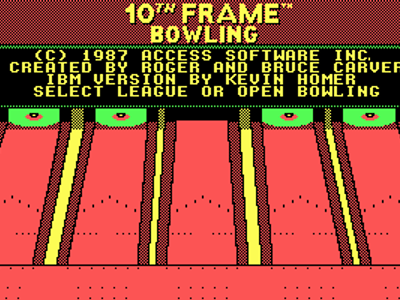 10TH FRAME™
BOWLING
(C) 1987 ACCESS SOFTWARE INC
CREATED BY ROGER AND BRUCE CARVER
IBM VERSION BY KEVIN HOMER
SELECT LEAGUE OR OPEN BOWLING